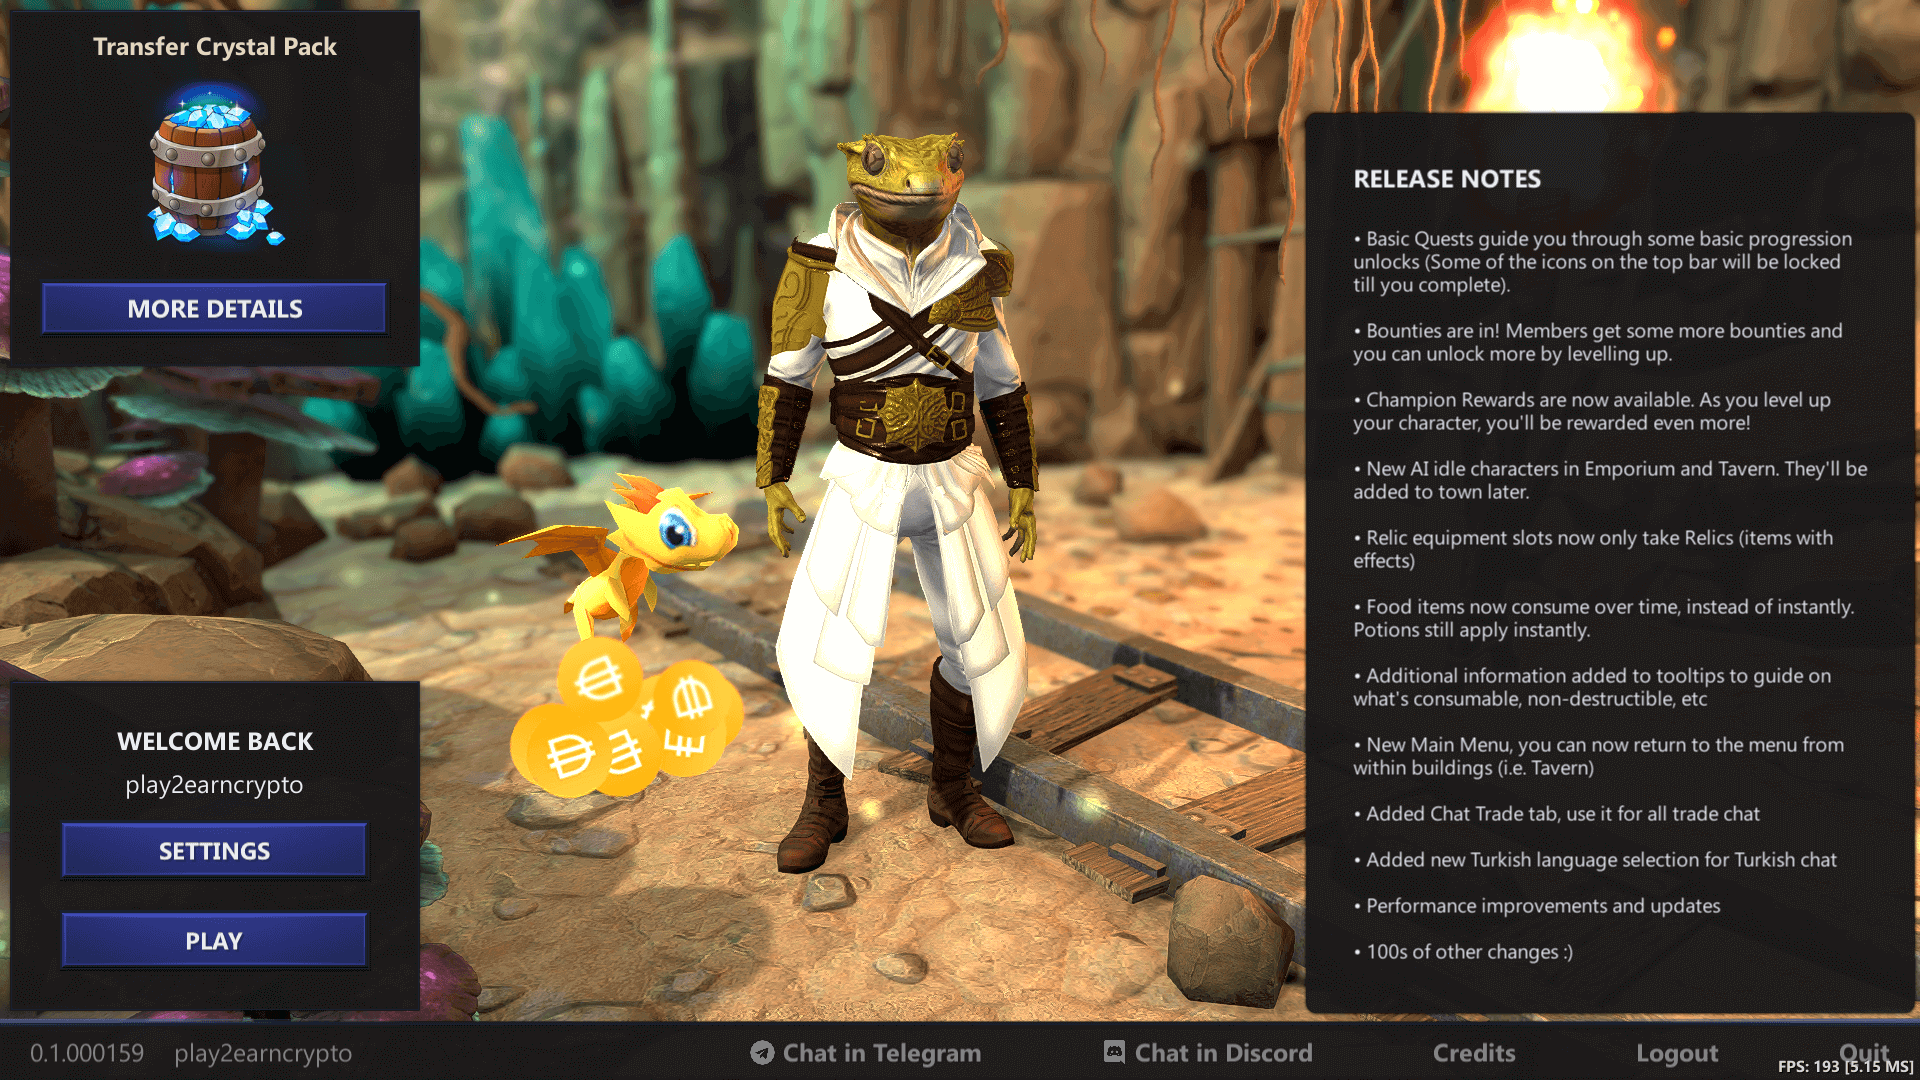 Transfer Crystal Pack
MORE DETAILS
WELCOME BACK
play2earncrypto
SETTINGS
PLAY
RELEASE NOTES
• Basic Quests guide you through some basic progression
unlocks (Some of the icons on the top bar will be locked
till you complete).
• Bounties are in! Members get some more bounties and
you can unlock more by levelling up.
• Champion Rewards are now available. As you level up
your character, you'll be rewarded even more!
• New AI idle characters in Emporium and Tavern. They'll be
added to town later.
• Relic equipment slots now only take Relics (items with
effects)
• Food items now consume over time, instead of instantly.
Potions still apply instantly.
• Additional information added to tooltips to guide on
what's consumable, non-destructible, etc
• New Main Menu, you can now return to the menu from
within buildings (i.e. Tavern)
• Added Chat Trade tab, use it for all trade chat
• Added new Turkish language selection for Turkish chat
• Performance improvements and updates
• 100s of other changes :)
0.1.000159 play2earncrypto Chat in Telegram Chat in Discord Credits Logout Quit
FPS: 193 [5.15 MS]